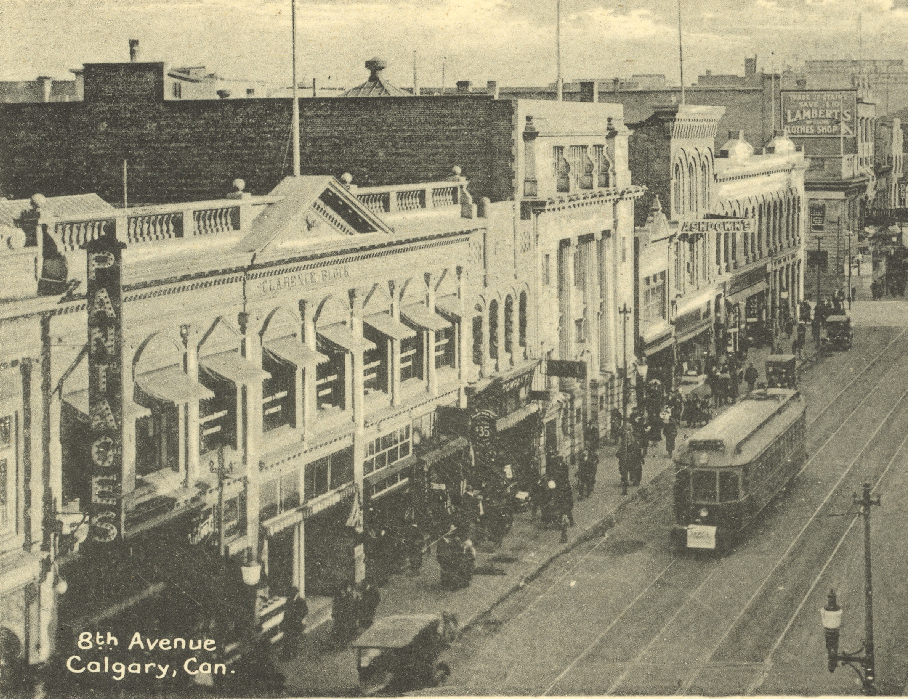 LAMBERT'S
CLOTHES SHOP
ASHDOWN'S
CLARENCE BLOCK
PANTAGES
8th Avenue
Calgary, Can.